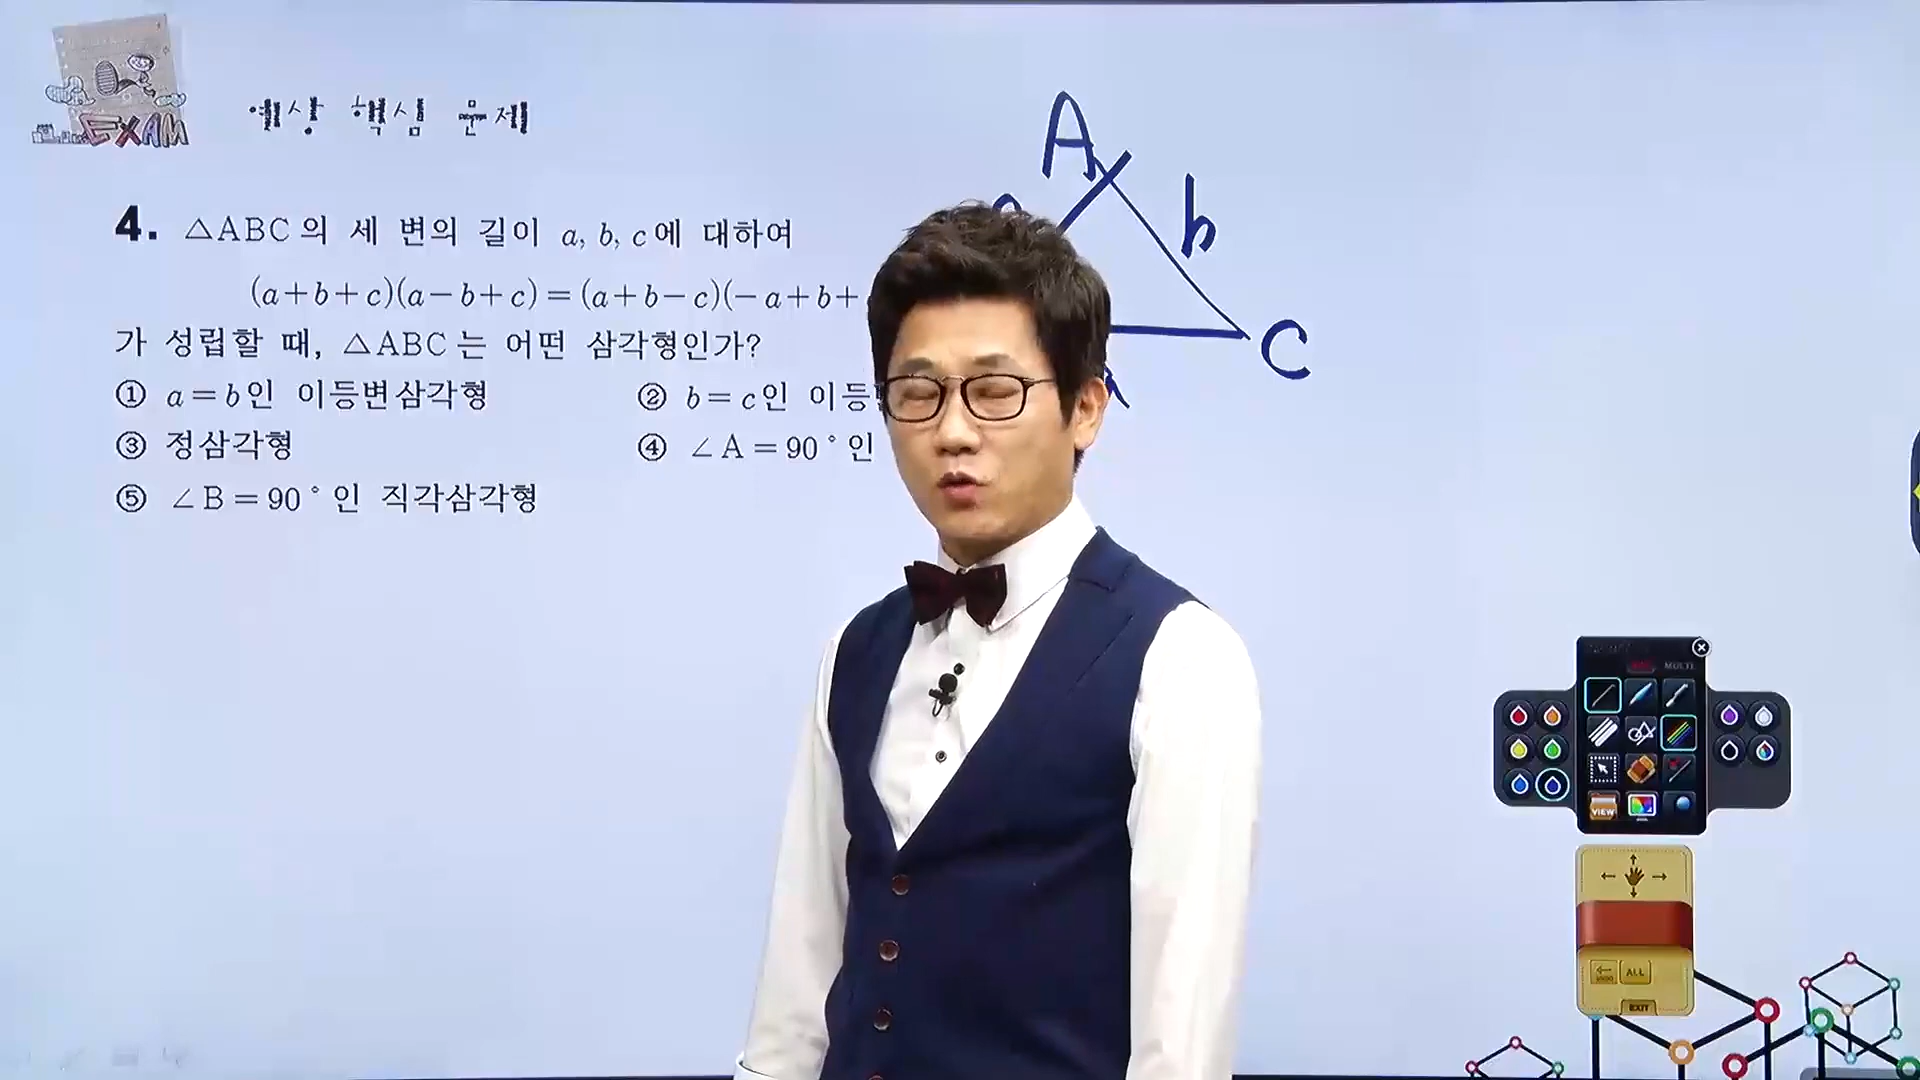 EXAM
예상 핵심 문제
4. △ABC의 세 변의 길이 a, b, c에 대하여
(a+b+c)(a-b+c)=(a+b-c)(-a+b+
가 성립할 때, △ABC는 어떤 삼각형인가?
① a=b인 이등변삼각형
② b=c인 이등
③ 정삼각형
④ ∠A=90°인
⑤ ∠B=90°인 직각삼각형
A
b
C
MULTI
VIEW
ALL
EXIT